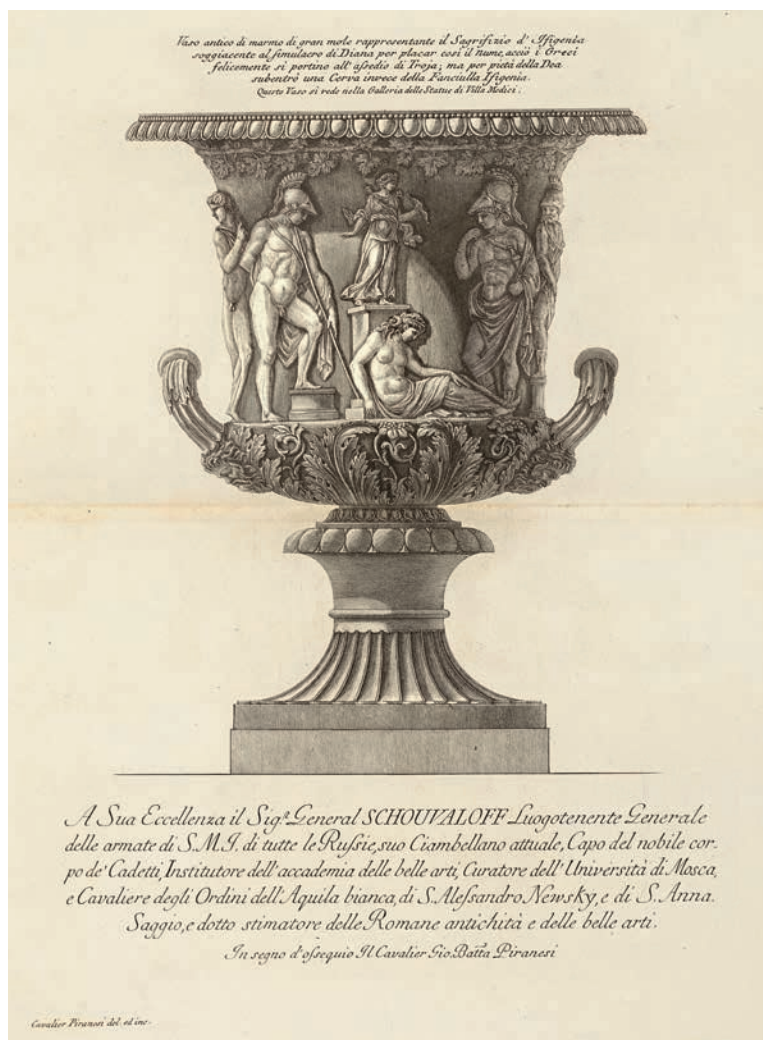 Vaso antico di marmo di gran mole rappresentante il Sagrifizio d' Ifigenia
soggiacente al simulacro di Diana per placar così il nume, acciò i Greci
felicemente si portino all' assedio di Troja; ma per pietà della Dea
subentrò una Cerva invece della Fanciulla Ifigenia.
Questo Vaso si vede nella Galleria delle Statue di Villa Medici.
A Sua Eccellenza il Sig.r General SCHOUVALOFF Luogotenente Generale
delle armate di S.M.I. di tutte le Rufsie, suo Ciambellano attuale, Capo del nobile cor-
po de' Cadetti, Institutore dell' accademia delle belle arti, Curatore dell' Università di Mosca,
e Cavaliere degli Ordini dell' Aquila bianca, di S. Alefsandro Newsky, e di S. Anna.
Saggio, e dotto stimatore delle Romane antichità e delle belle arti.
In segno d' ofsequio Il Cavalier Gio. Batta Piranesi
Cavalier Piranesi del. ed inc.